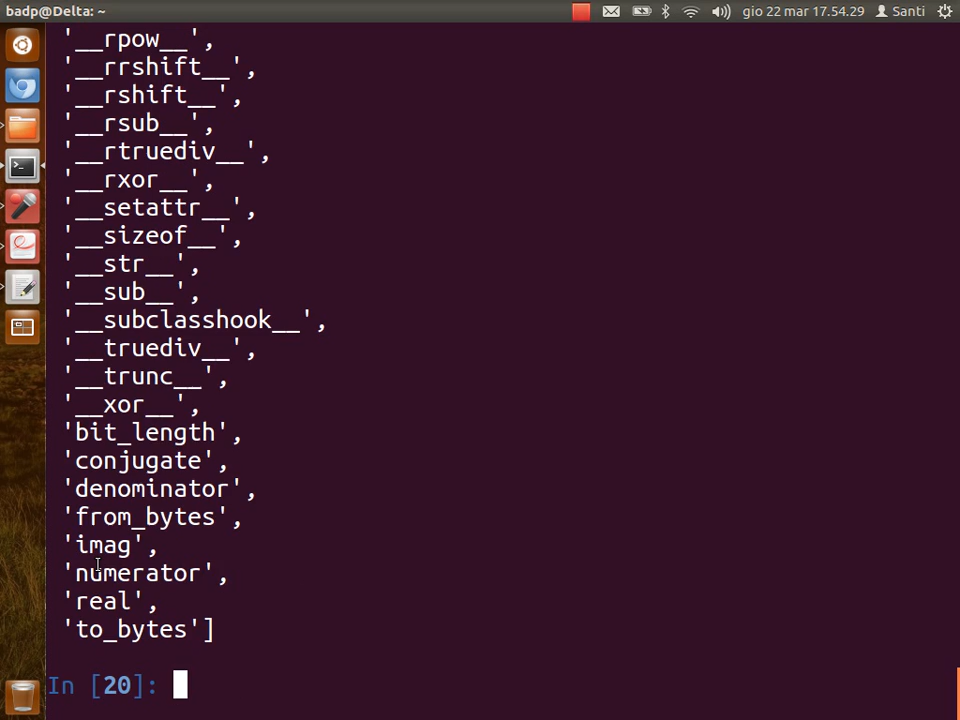 badp@Delta: ~ gio 22 mar 17.54.29 Santi
'__rpow__',
'__rrshift__',
'__rshift__',
'__rsub__',
'__rtruediv__',
'__rxor__',
'__setattr__',
'__sizeof__',
'__str__',
'__sub__',
'__subclasshook__',
'__truediv__',
'__trunc__',
'__xor__',
'bit_length',
'conjugate',
'denominator',
'from_bytes',
'imag',
'numerator',
'real',
'to_bytes']
In [20]: